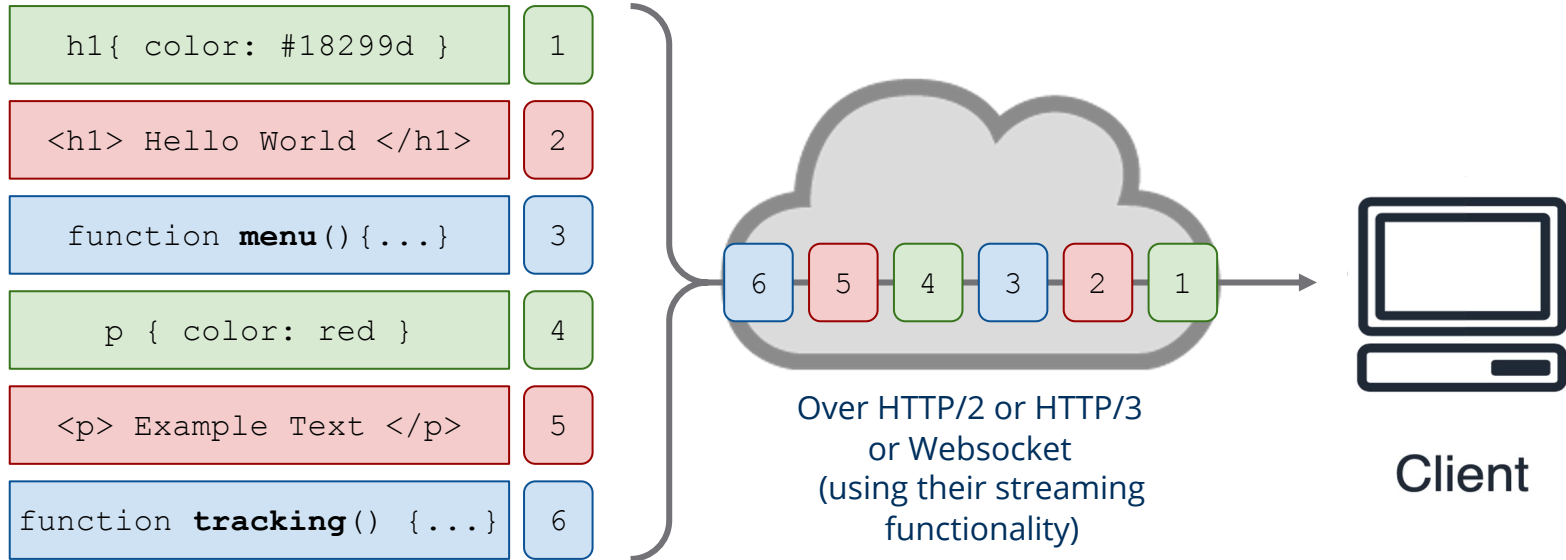 h1{ color: #18299d } 1
<h1> Hello World </h1> 2
function menu(){...} 3
p { color: red } 4
<p> Example Text </p> 5
function tracking() {...} 6
6 5 4 3 2 1
Over HTTP/2 or HTTP/3
or Websocket
(using their streaming
functionality)
Client